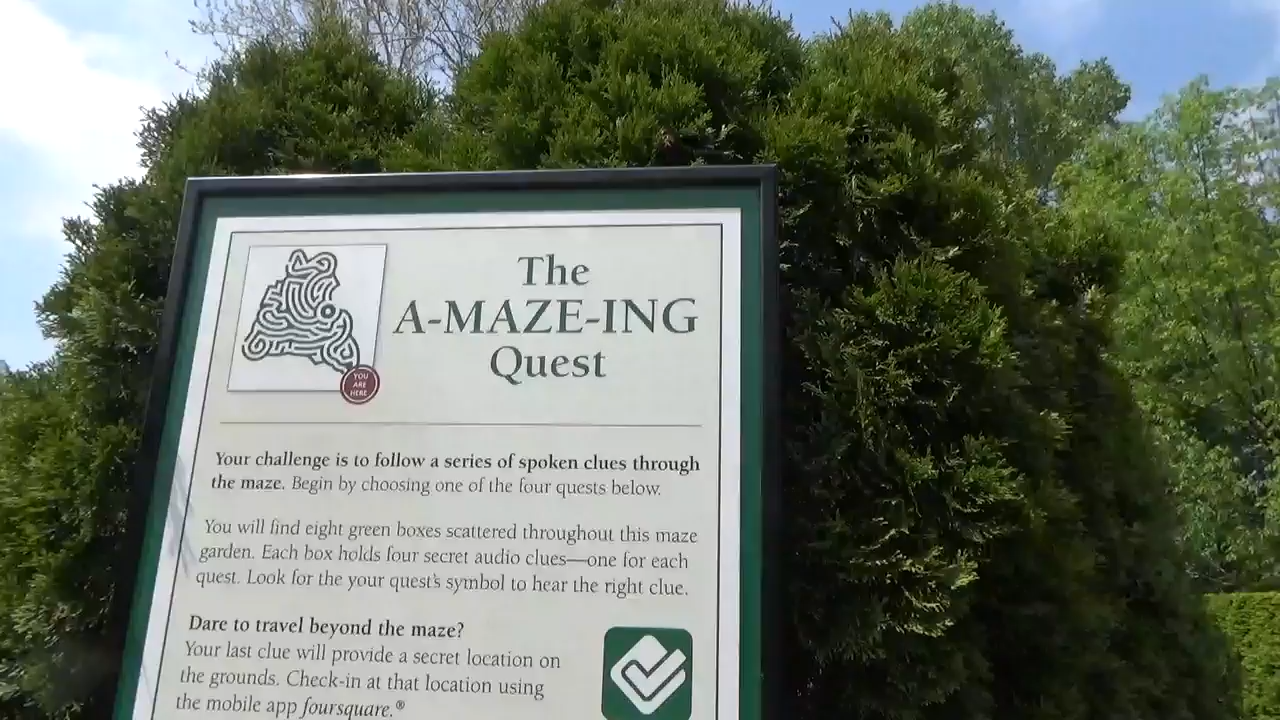 The
A-MAZE-ING
Quest
YOU
ARE
HERE
Your challenge is to follow a series of spoken clues through
the maze. Begin by choosing one of the four quests below.
You will find eight green boxes scattered throughout this maze
garden. Each box holds four secret audio clues—one for each
quest. Look for the your quest's symbol to hear the right clue.
Dare to travel beyond the maze?
Your last clue will provide a secret location on
the grounds. Check-in at that location using
the mobile app foursquare.®